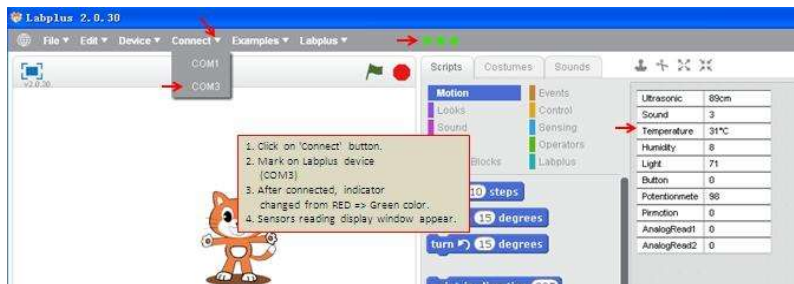 Labplus 2.0.30
File ▼ Edit ▼ Device ▼ Connect ▼ Examples ▼ Labplus ▼
COM1
COM3
v2.0.30
1. Click on 'Connect' button.
2. Mark on Labplus device
(COM3)
3. After connected, indicator
changed from RED => Green color.
4. Sensors reading display window appear.
Scripts Costumes Sounds
Motion Events
Looks Control
Sound Sensing
Operators
Blocks Labplus
10 steps
15 degrees
turn 15 degrees
Ultrasonic 89cm
Sound 3
Temperature 31℃
Humidity 8
Light 71
Button 0
Potentionmete 98
Pirmotion 0
AnalogRead1 0
AnalogRead2 0